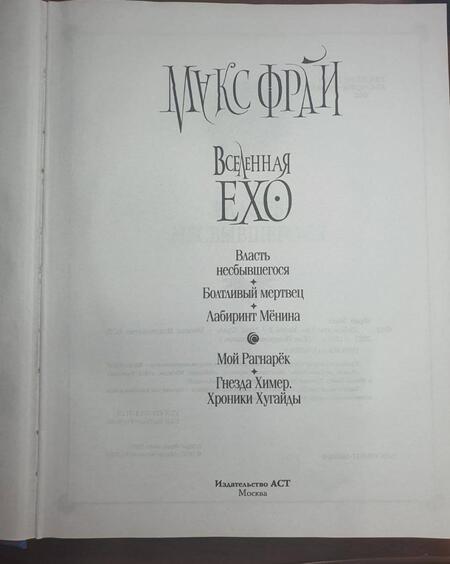 МАКС ФРАЙ
ВСЕЛЕННАЯ
ЕХО
Власть
несбывшегося
Болтливый мертвец
Лабиринт Мёнина
Мой Рагнарёк
Гнезда Химер.
Хроники Хугайды
Издательство АСТ
Москва